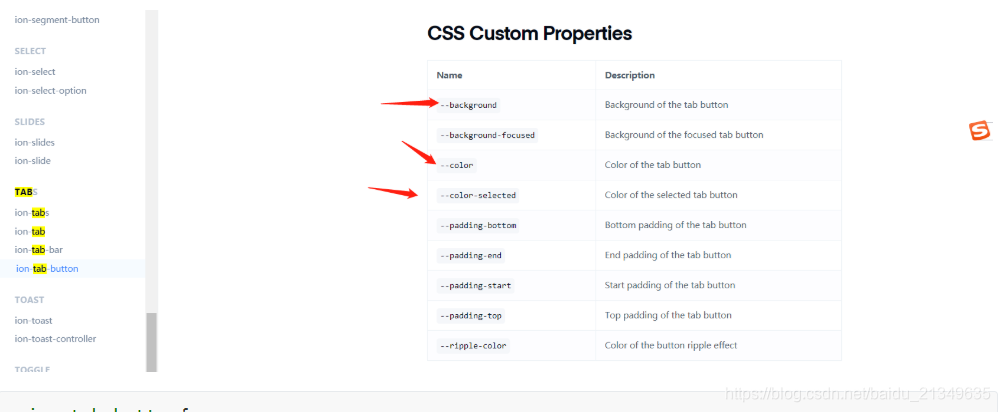 ion-segment-button
SELECT
ion-select
ion-select-option
SLIDES
ion-slides
ion-slide
TABS
ion-tabs
ion-tab
ion-tab-bar
ion-tab-button
TOAST
ion-toast
ion-toast-controller
TOGGLE
CSS Custom Properties
Name Description
--background Background of the tab button
--background-focused Background of the focused tab button
--color Color of the tab button
--color-selected Color of the selected tab button
--padding-bottom Bottom padding of the tab button
--padding-end End padding of the tab button
--padding-start Start padding of the tab button
--padding-top Top padding of the tab button
--ripple-color Color of the button ripple effect
S
https://blog.csdn.net/baidu_21349635